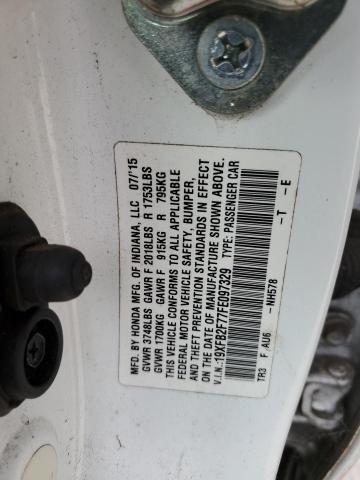 MFD. BY HONDA MFG. OF INDIANA, LLC 07/'15
GVWR 3748LBS GAWR F 2018LBS R 1753LBS
GVWR 1700KG GAWR F 915KG R 795KG
THIS VEHICLE CONFORMS TO ALL APPLICABLE
FEDERAL MOTOR VEHICLE SAFETY, BUMPER,
AND THEFT PREVENTION STANDARDS IN EFFECT
ON THE DATE OF MANUFACTURE SHOWN ABOVE.
V.I.N.:19XFB2F77FE097329 TYPE: PASSENGER CAR
TR3 F AU6 -NH578 -T -E